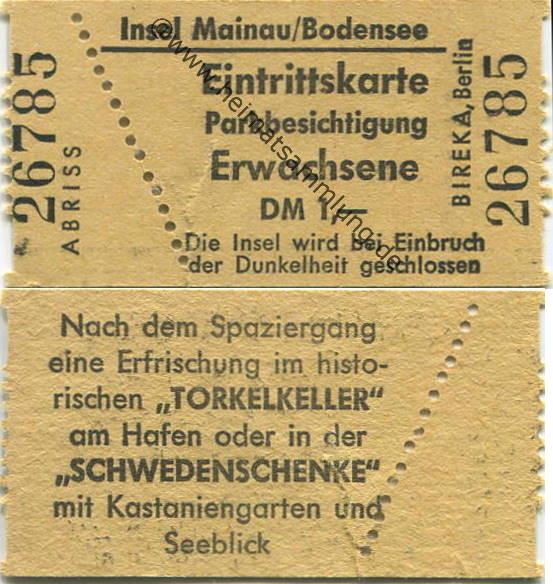 Insel Mainau/Bodensee
Eintrittskarte
Parkbesichtigung
Erwachsene
DM 1,—
Die Insel wird bei Einbruch
der Dunkelheit geschlossen
26785
ABRISS
BIREKA, Berlin
26785
©www.heimatsammlung.de
Nach dem Spaziergang
eine Erfrischung im histo-
rischen „TORKELKELLER"
am Hafen oder in der
„SCHWEDENSCHENKE"
mit Kastaniengarten und
Seeblick